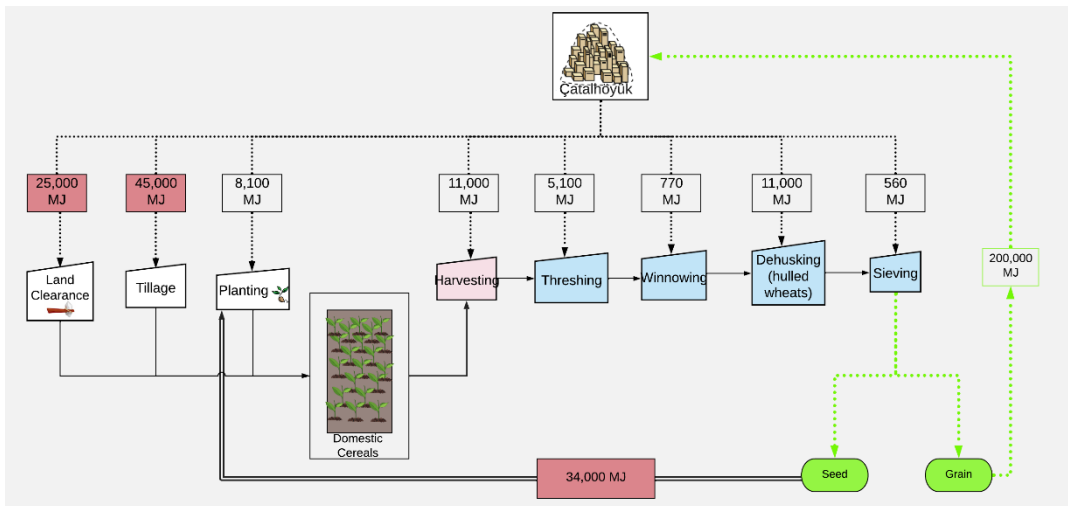 Çatalhöyük
25,000
MJ
45,000
MJ
8,100
MJ
11,000
MJ
5,100
MJ
770
MJ
11,000
MJ
560
MJ
Land
Clearance
Tillage
Planting
Harvesting
Threshing
Winnowing
Dehusking
(hulled
wheats)
Sieving
200,000
MJ
Domestic
Cereals
34,000 MJ
Seed
Grain